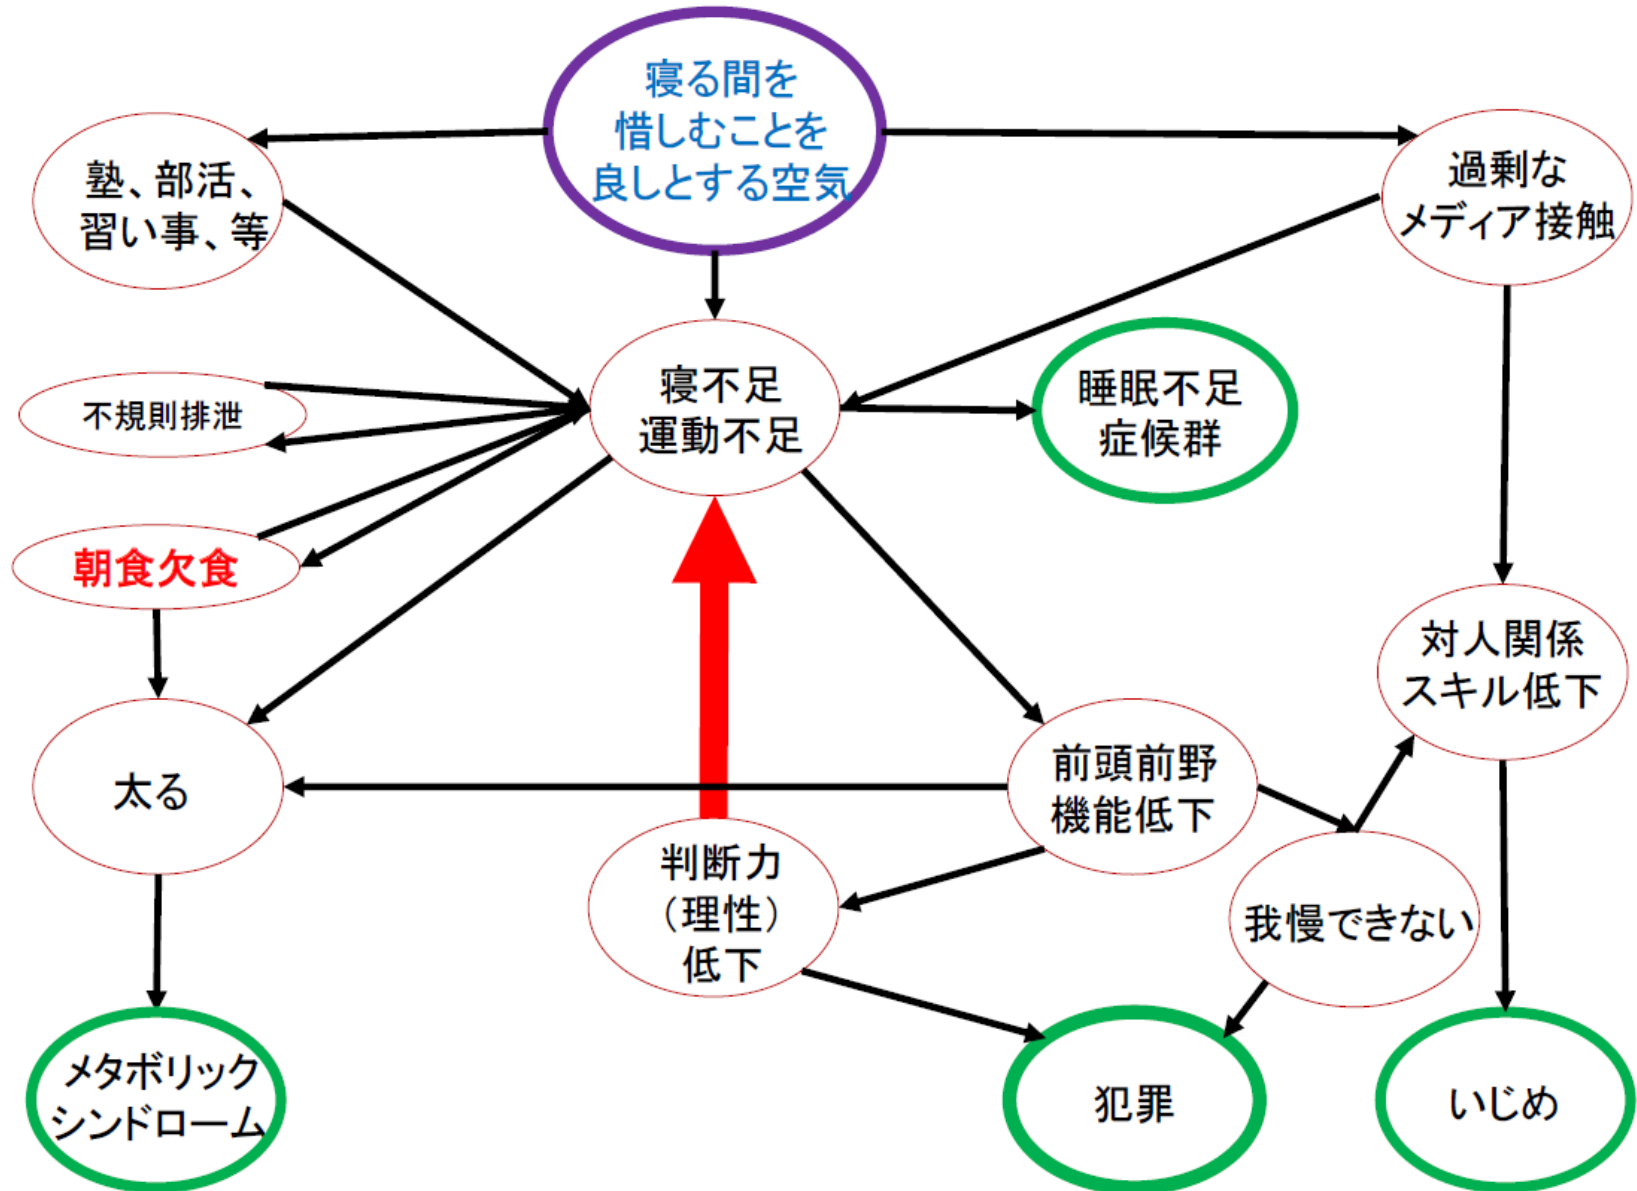 寝る間を
惜しむことを
良しとする空気
塾、部活、
習い事、等
過剰な
メディア接触
寝不足
運動不足
睡眠不足
症候群
不規則排泄
朝食欠食
対人関係
スキル低下
太る
前頭前野
機能低下
判断力
（理性）
低下
我慢できない
メタボリック
シンドローム
犯罪
いじめ